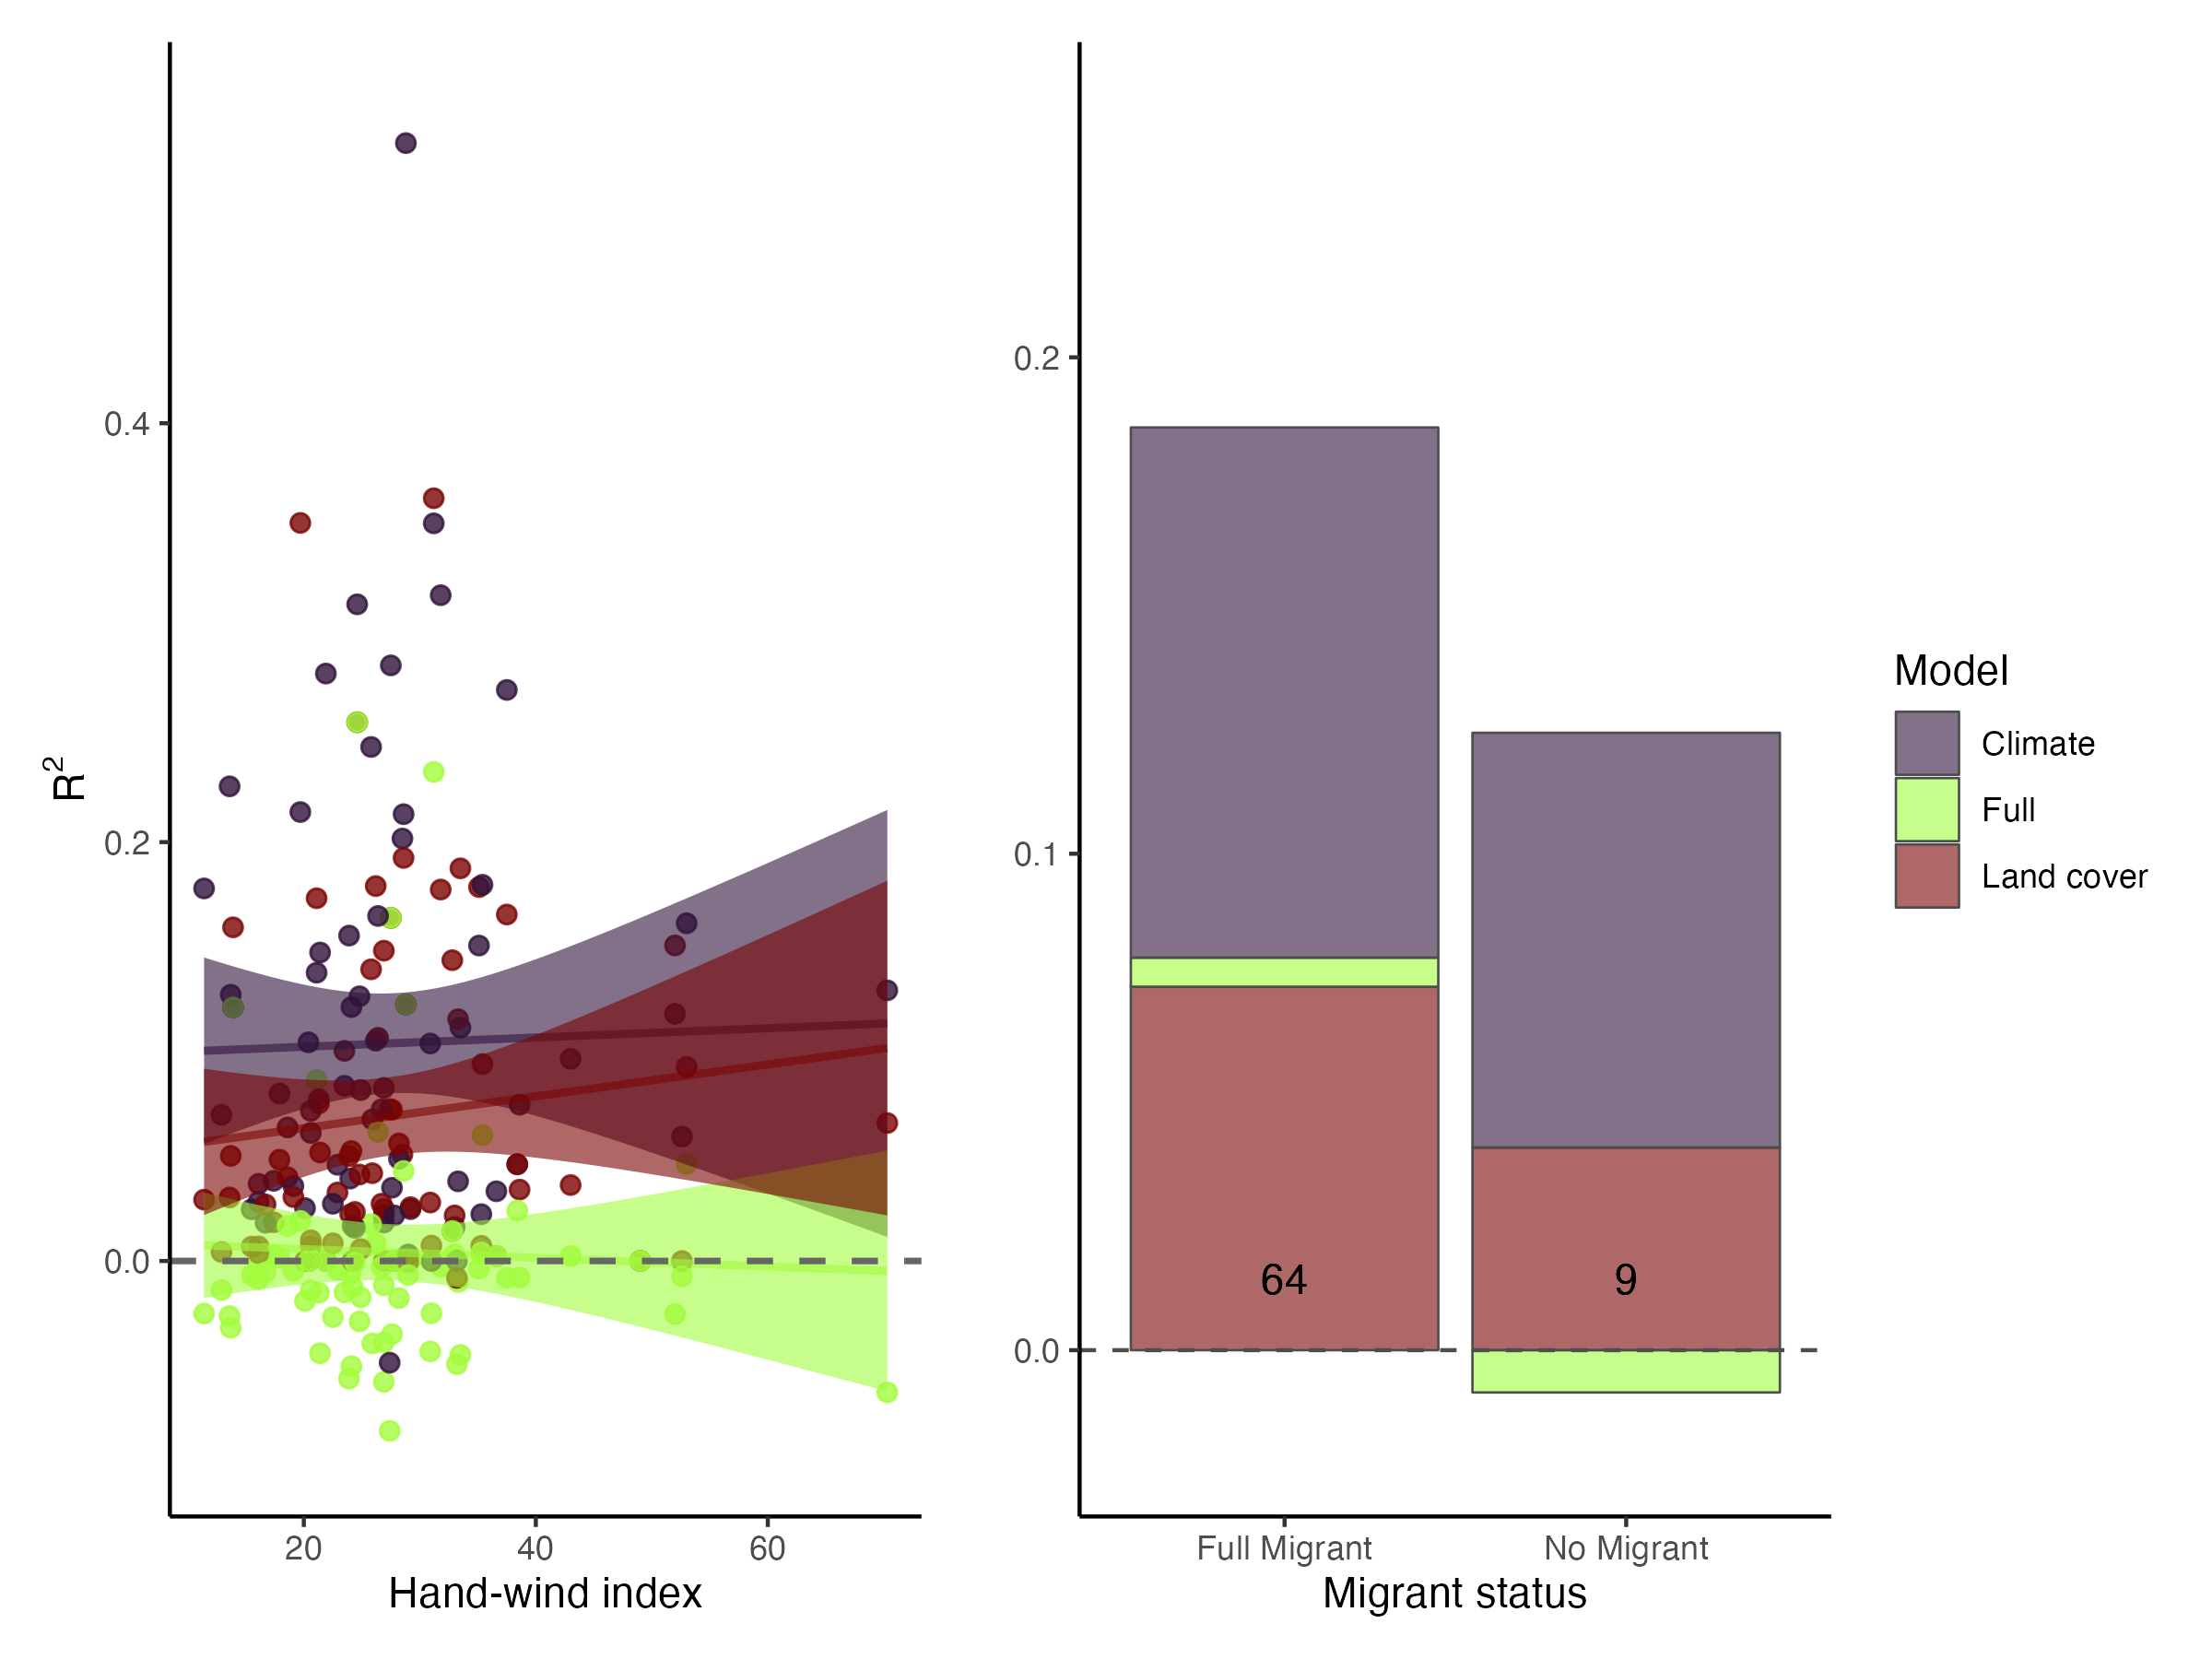 R²
0.4
0.2
0.0
20 40 60
Hand-wind index
0.2
0.1
0.0
64
9
Full Migrant No Migrant
Migrant status
Model
Climate
Full
Land cover